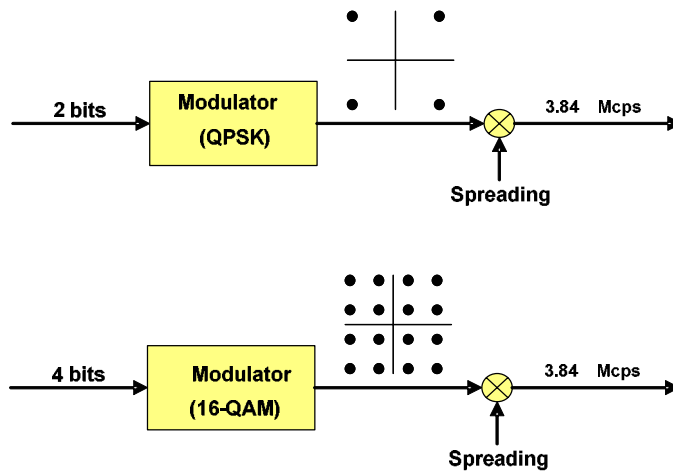 2 bits
Modulator
(QPSK)
3.84 Mcps
Spreading
4 bits
Modulator
(16-QAM)
3.84 Mcps
Spreading